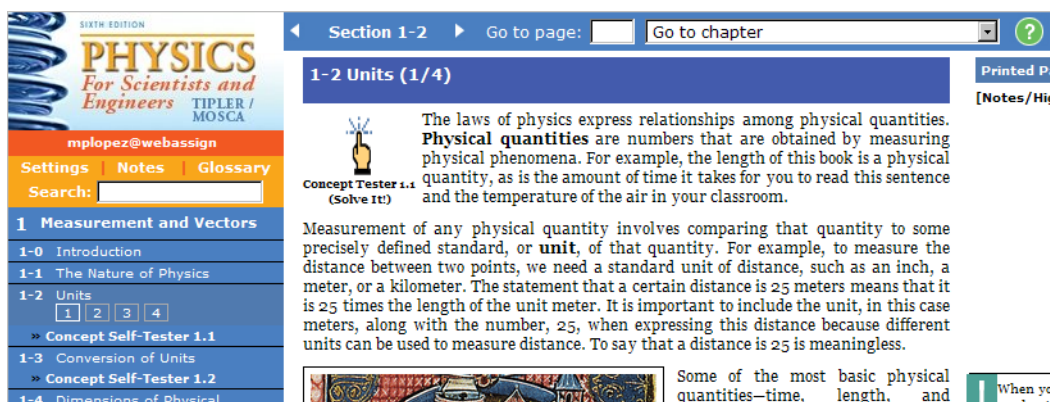 SIXTH EDITION
PHYSICS
For Scientists and
Engineers TIPLER /
MOSCA
mplopez@webassign
Settings | Notes | Glossary
Search:
1 Measurement and Vectors
1-0 Introduction
1-1 The Nature of Physics
1-2 Units
1 2 3 4
» Concept Self-Tester 1.1
1-3 Conversion of Units
» Concept Self-Tester 1.2
1-4 Dimensions of Physical
Section 1-2 Go to page: Go to chapter ?
1-2 Units (1/4)
Concept Tester 1.1
(Solve It!)
The laws of physics express relationships among physical quantities.
Physical quantities are numbers that are obtained by measuring
physical phenomena. For example, the length of this book is a physical
quantity, as is the amount of time it takes for you to read this sentence
and the temperature of the air in your classroom.
Measurement of any physical quantity involves comparing that quantity to some
precisely defined standard, or unit, of that quantity. For example, to measure the
distance between two points, we need a standard unit of distance, such as an inch, a
meter, or a kilometer. The statement that a certain distance is 25 meters means that it
is 25 times the length of the unit meter. It is important to include the unit, in this case
meters, along with the number, 25, when expressing this distance because different
units can be used to measure distance. To say that a distance is 25 is meaningless.
Some of the most basic physical
quantities—time, length, and
Printed P
[Notes/Hig
When yo